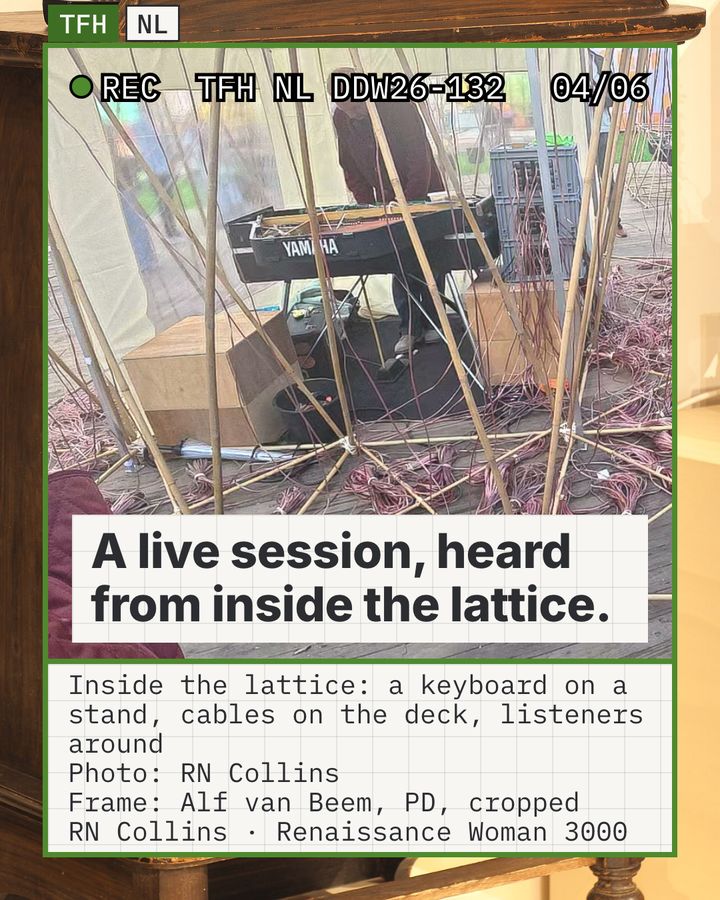 TFH NL
REC TFH NL DDW26-132 04/06
YAMAHA
A live session, heard
from inside the lattice.
Inside the lattice: a keyboard on a
stand, cables on the deck, listeners
around
Photo: RN Collins
Frame: Alf van Beem, PD, cropped
RN Collins · Renaissance Woman 3000